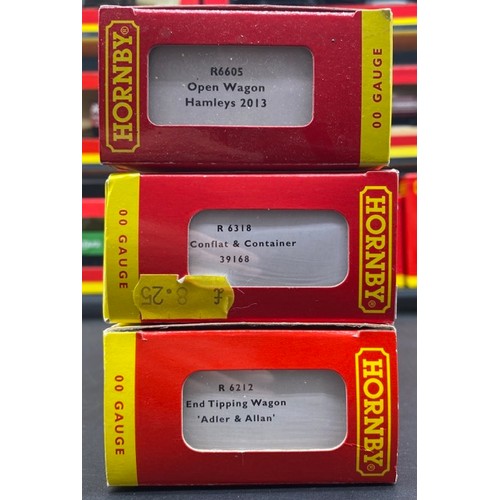 HORNBY
R6605
Open Wagon
Hamleys 2013
00 GAUGE
00 GAUGE
R 6318
Conflat & Container
39168
HORNBY
£8.25
00 GAUGE
R 6212
End Tipping Wagon
'Adler & Allan'
HORNBY